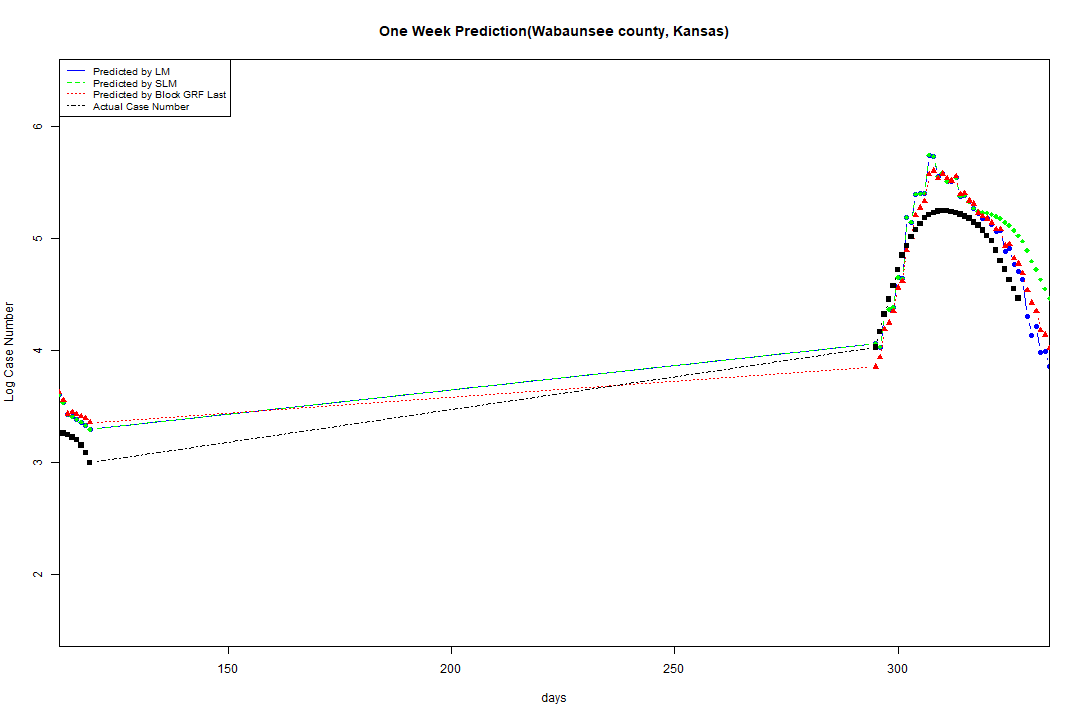 One Week Prediction(Wabaunsee county, Kansas)
Predicted by LM
Predicted by SLM
Predicted by Block GRF Last
Actual Case Number
6
5
4
3
2
Log Case Number
150 200 250 300
days